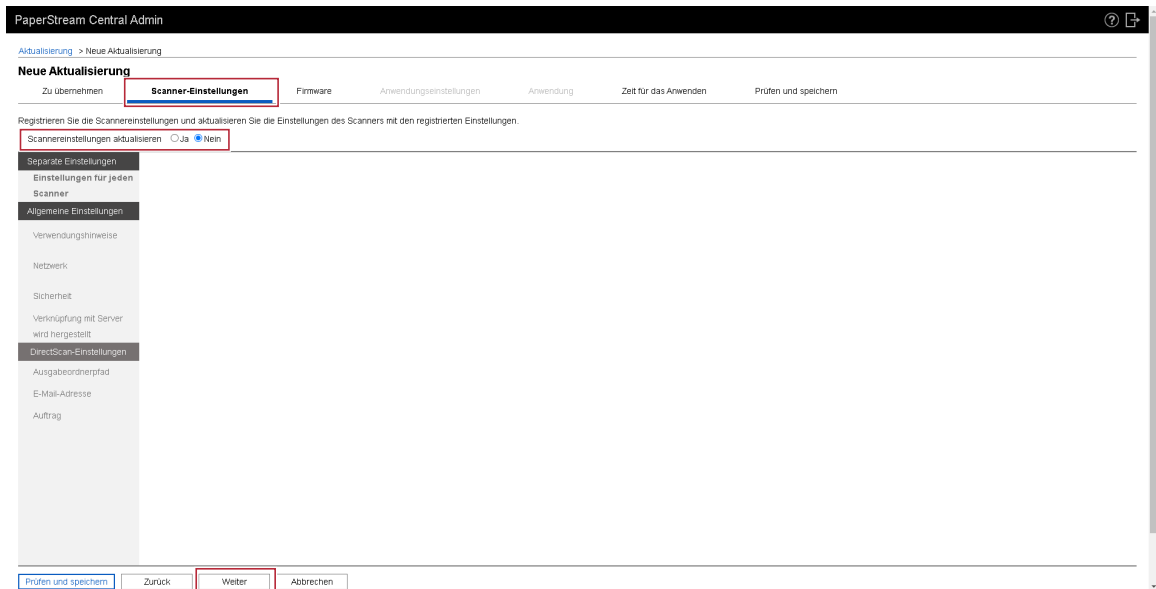 PaperStream Central Admin
Aktualisierung > Neue Aktualisierung
Neue Aktualisierung
Zu übernehmen Scanner-Einstellungen Firmware Anwendungseinstellungen Anwendung Zeit für das Anwenden Prüfen und speichern
Registrieren Sie die Scannereinstellungen und aktualisieren Sie die Einstellungen des Scanners mit den registrierten Einstellungen.
Scannereinstellungen aktualisieren Ja Nein
Separate Einstellungen
Einstellungen für jeden
Scanner
Allgemeine Einstellungen
Verwendungshinweise
Netzwerk
Sicherheit
Verknüpfung mit Server
wird hergestellt
DirectScan-Einstellungen
Ausgabeordnerpfad
E-Mail-Adresse
Auftrag
Prüfen und speichern Zurück Weiter Abbrechen